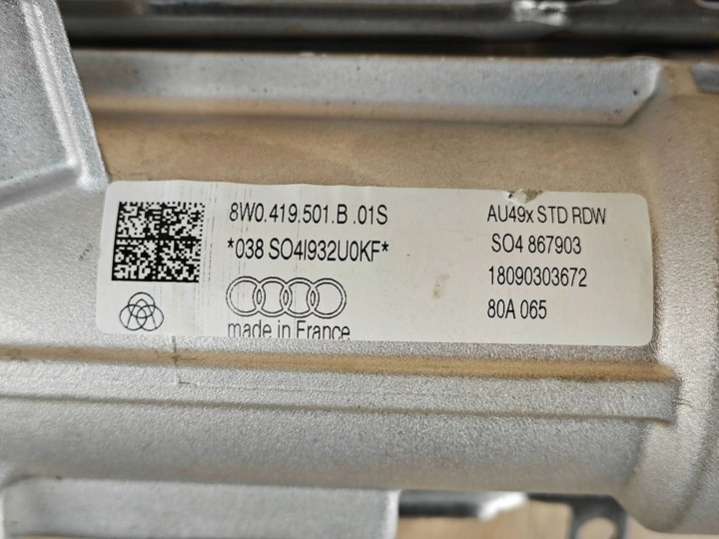 8W0.419.501.B .01S
*038 SO4I932U0KF*
made in France
AU49x STD RDW
SO4 867903
18090303672
80A 065